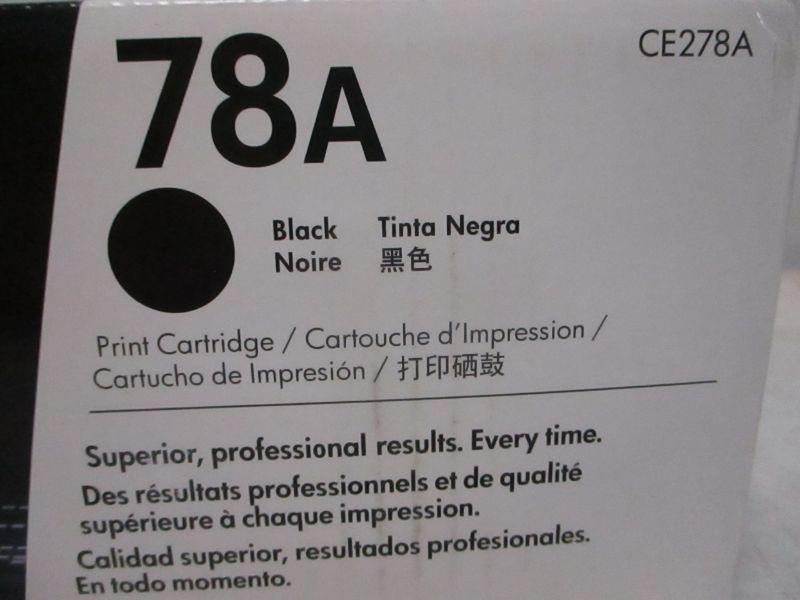 78A
CE278A
Black Tinta Negra
Noire 黑色
Print Cartridge / Cartouche d'Impression /
Cartucho de Impresión / 打印硒鼓
Superior, professional results. Every time.
Des résultats professionnels et de qualité
supérieure à chaque impression.
Calidad superior, resultados profesionales.
En todo momento.